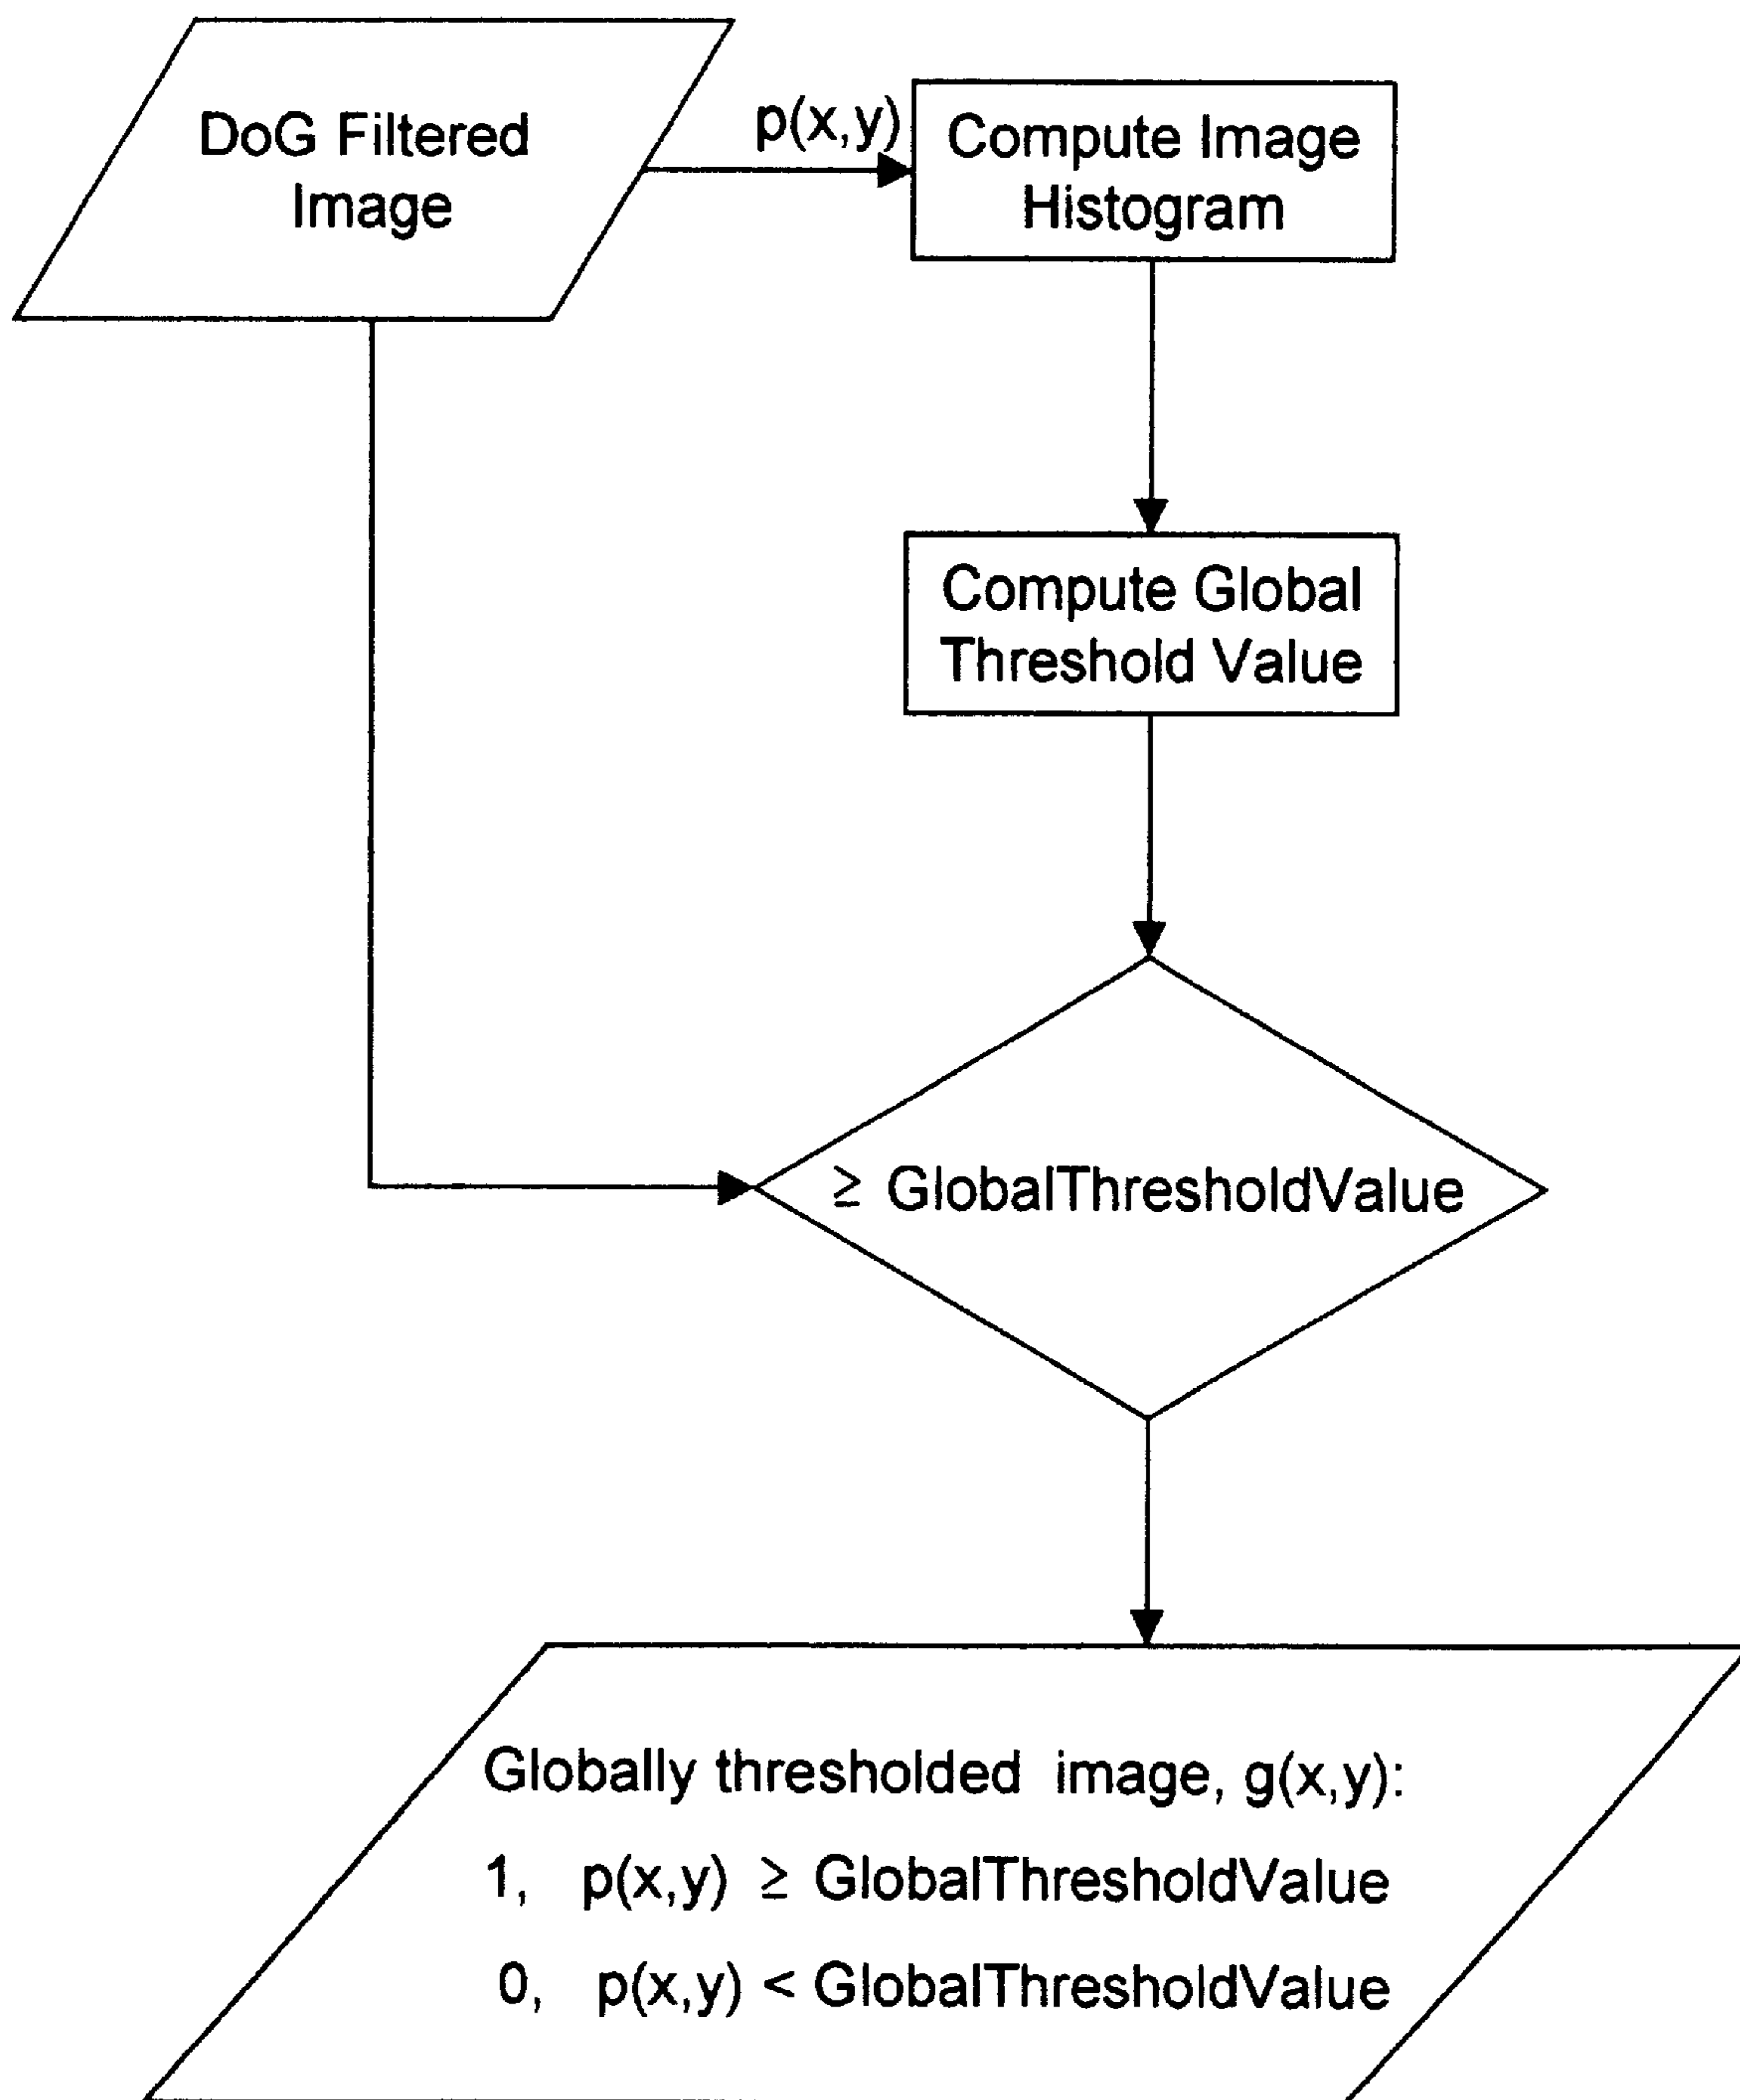 DoG Filtered
Image
p(x,y)
Compute Image
Histogram
Compute Global
Threshold Value
≥ GlobalThresholdValue
Globally thresholded image, g(x,y):
1, p(x,y) ≥ GlobalThresholdValue
0, p(x,y) < GlobalThresholdValue